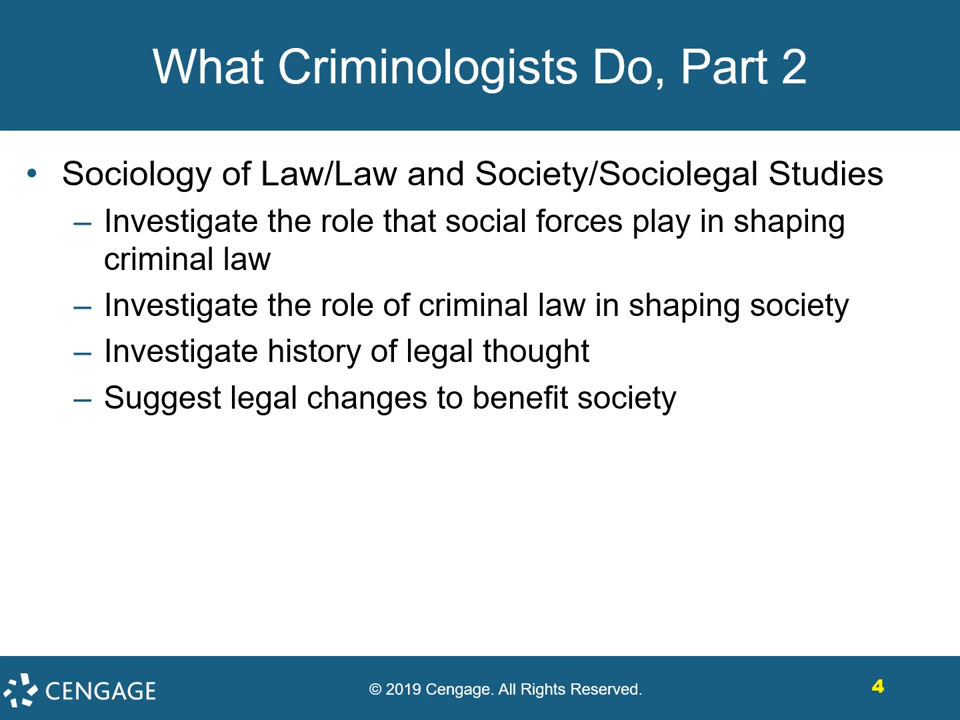 What Criminologists Do, Part 2
• Sociology of Law/Law and Society/Sociolegal Studies
– Investigate the role that social forces play in shaping
criminal law
– Investigate the role of criminal law in shaping society
– Investigate history of legal thought
– Suggest legal changes to benefit society
CENGAGE
© 2019 Cengage. All Rights Reserved.
4